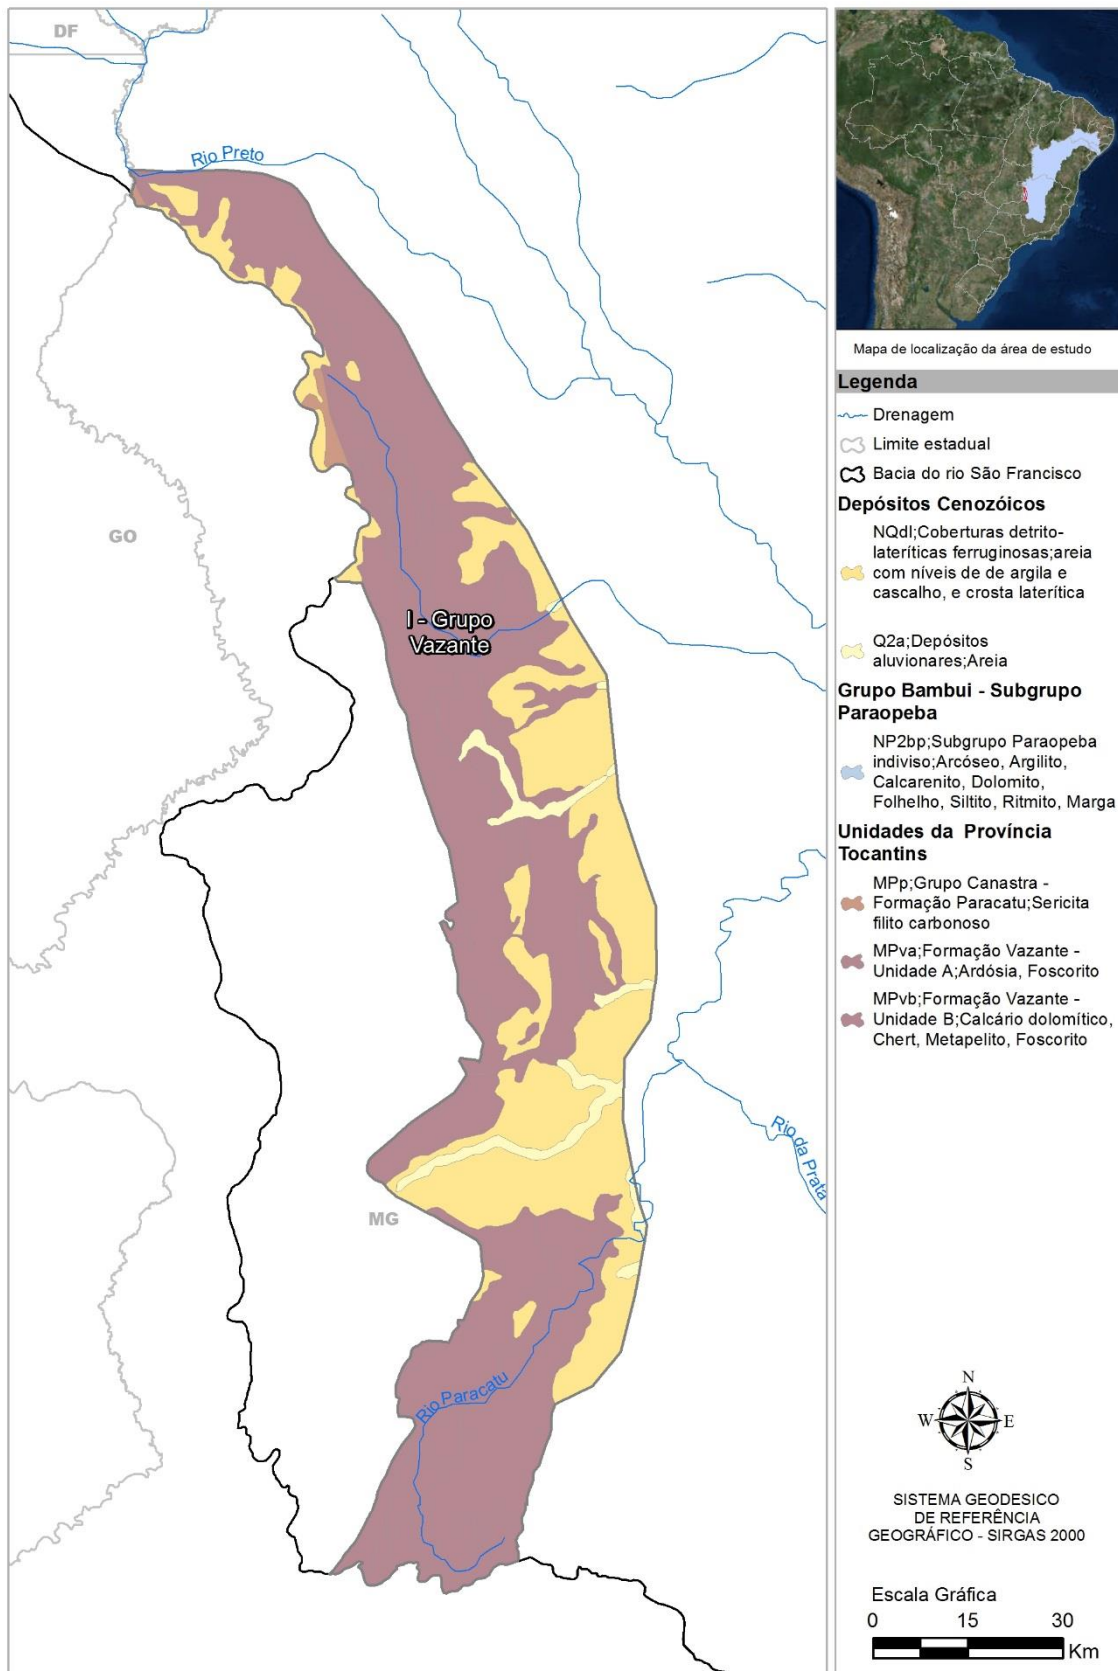 DF
Rio Preto
GO
I - Grupo
Vazante
Rio da Prata
MG
Rio Paracatu
Mapa de localização da área de estudo
Legenda
Drenagem
Limite estadual
Bacia do rio São Francisco
Depósitos Cenozóicos
NQdl;Coberturas detrito-
lateríticas ferruginosas;areia
com níveis de de argila e
cascalho, e crosta laterítica
Q2a;Depósitos
aluvionares;Areia
Grupo Bambui - Subgrupo
Paraopeba
NP2bp;Subgrupo Paraopeba
indiviso;Arcóseo, Argilito,
Calcarenito, Dolomito,
Folhelho, Siltito, Ritmito, Marga
Unidades da Província
Tocantins
MPp;Grupo Canastra -
Formação Paracatu;Sericita
filito carbonoso
MPva;Formação Vazante -
Unidade A;Ardósia, Foscorito
MPvb;Formação Vazante -
Unidade B;Calcário dolomítico,
Chert, Metapelito, Foscorito
N
W E
S
SISTEMA GEODESICO
DE REFERÊNCIA
GEOGRÁFICO - SIRGAS 2000
Escala Gráfica
0 15 30
Km